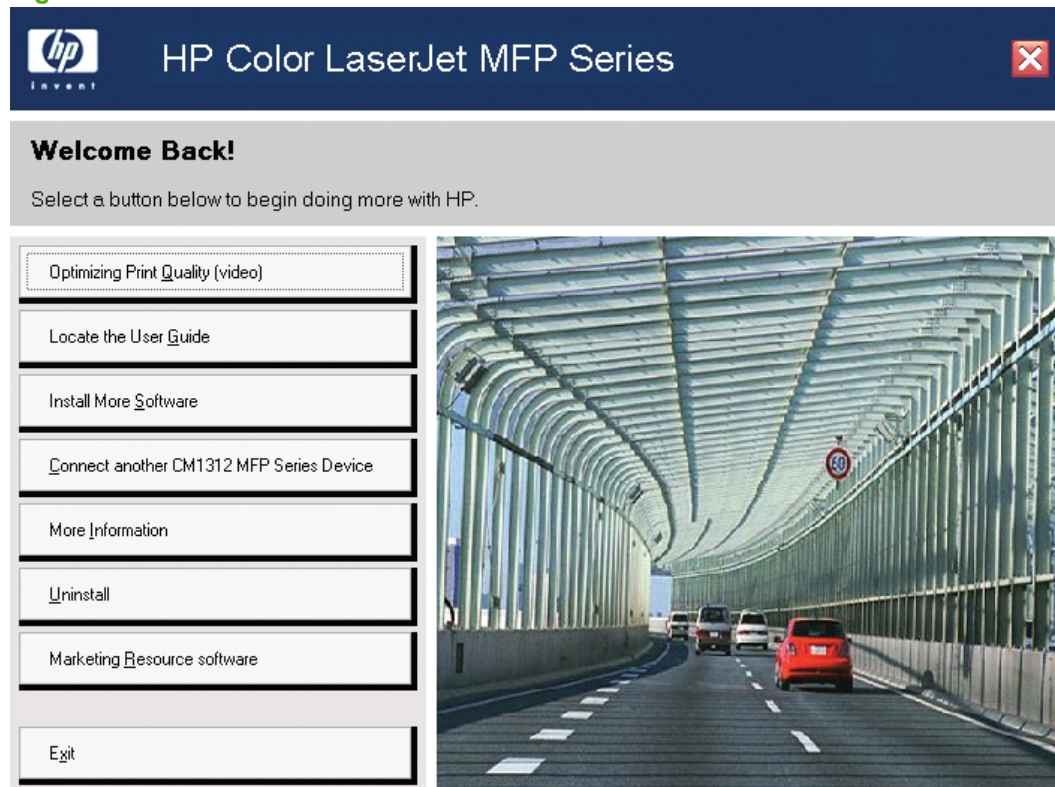 hp
invent
HP Color LaserJet MFP Series
Welcome Back!
Select a button below to begin doing more with HP.
Optimizing Print Quality (video)
Locate the User Guide
Install More Software
Connect another CM1312 MFP Series Device
More Information
Uninstall
Marketing Resource software
Exit
60